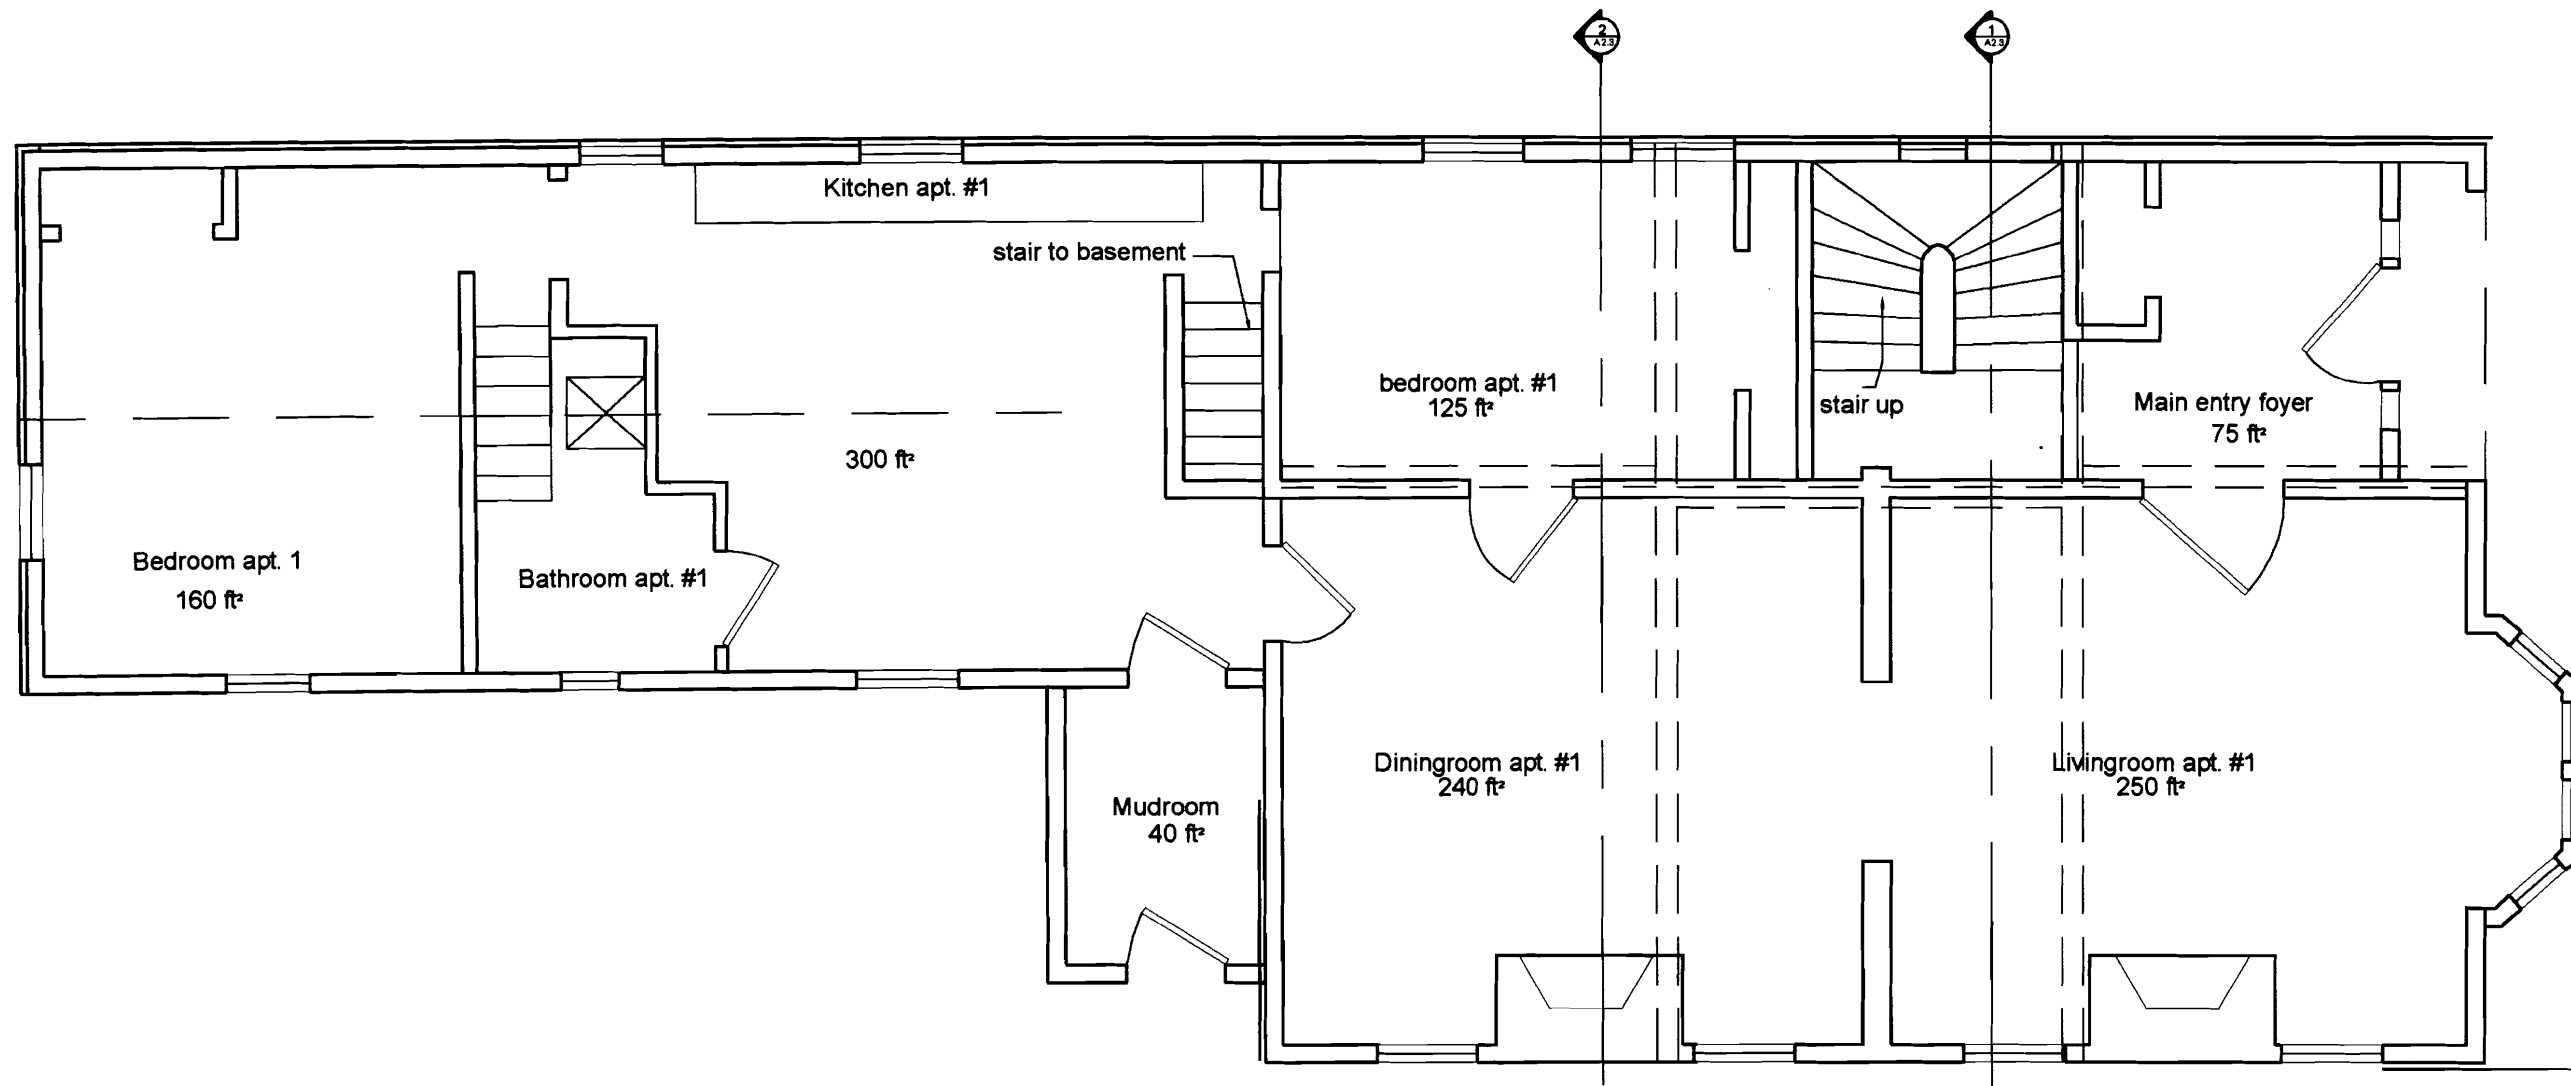 2
A2.3
1
A2.3
Kitchen apt. #1
stair to basement
bedroom apt. #1
125 ft²
stair up
Main entry foyer
75 ft²
300 ft²
Bedroom apt. 1
160 ft²
Bathroom apt. #1
Diningroom apt. #1
240 ft²
Livingroom apt. #1
250 ft²
Mudroom
40 ft²